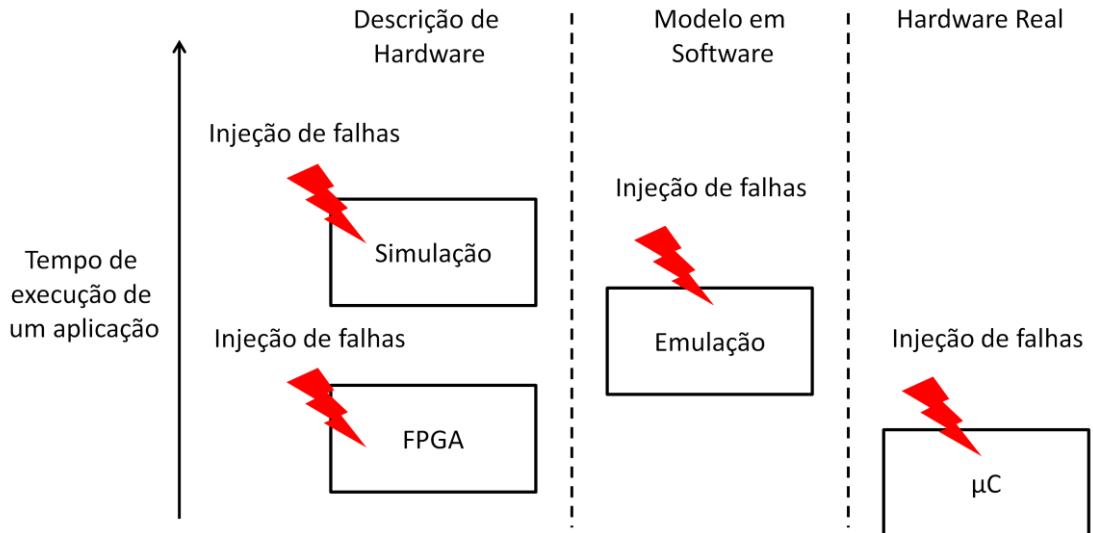 Descrição de
Hardware
Modelo em
Software
Hardware Real
Injeção de falhas
Simulação
Injeção de falhas
Emulação
Tempo de
execução de
um aplicação
Injeção de falhas
FPGA
Injeção de falhas
µC